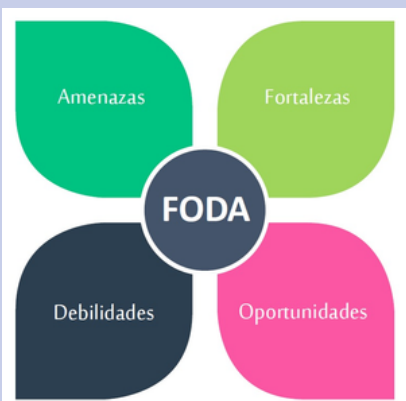 Amenazas
Fortalezas
FODA
Debilidades
Oportunidades